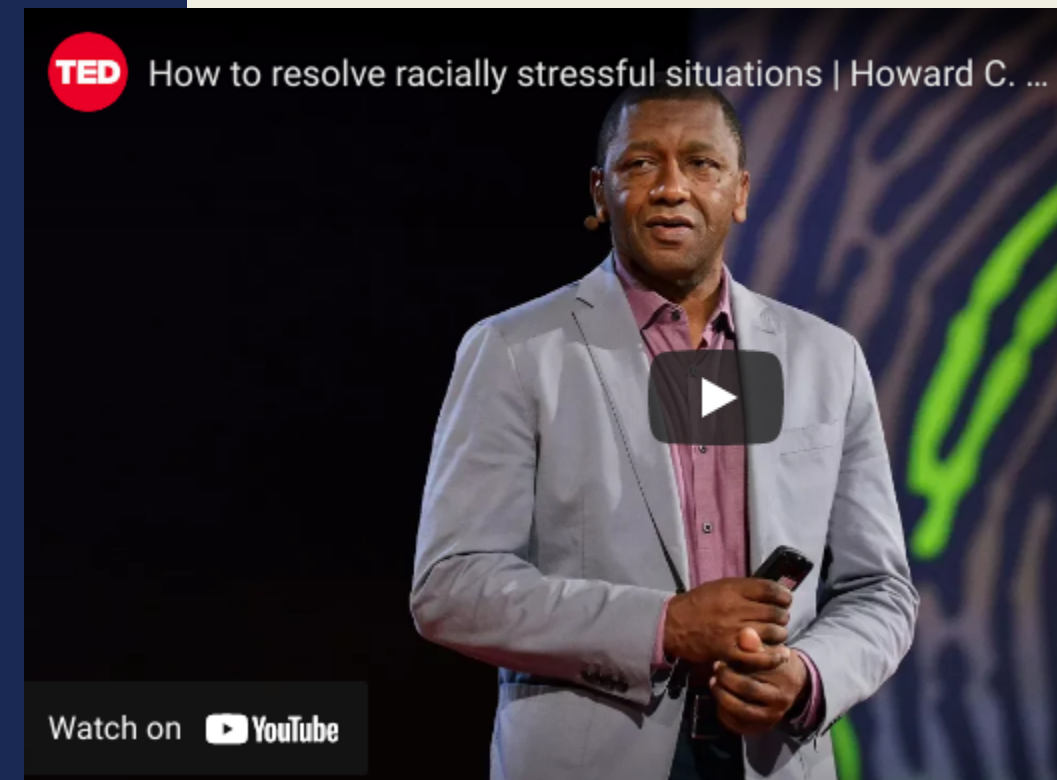 TED
How to resolve racially stressful situations | Howard C. ...
Watch on YouTube